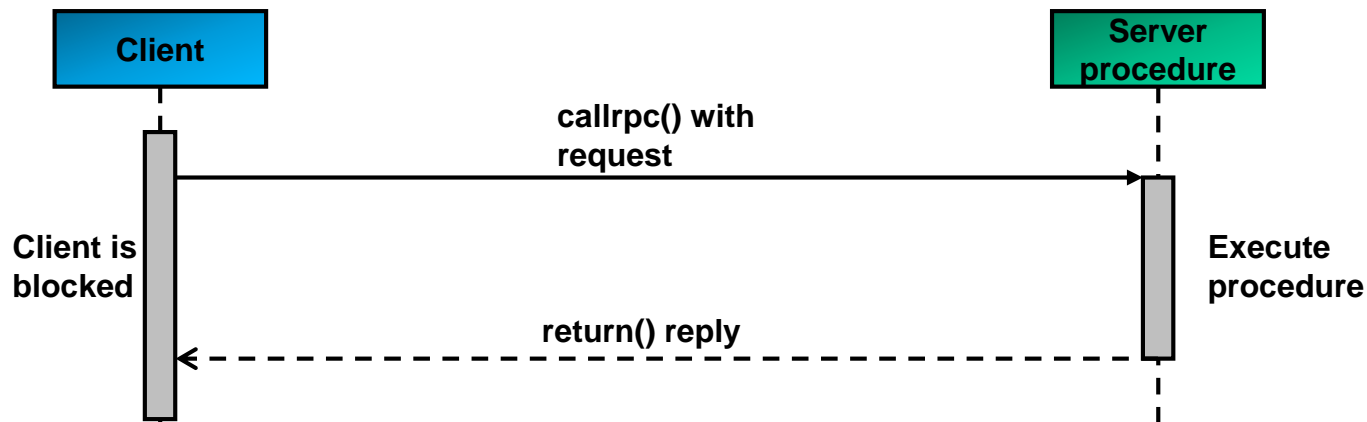 Client
Server
procedure
callrpc() with
request
Client is
blocked
Execute
procedure
return() reply